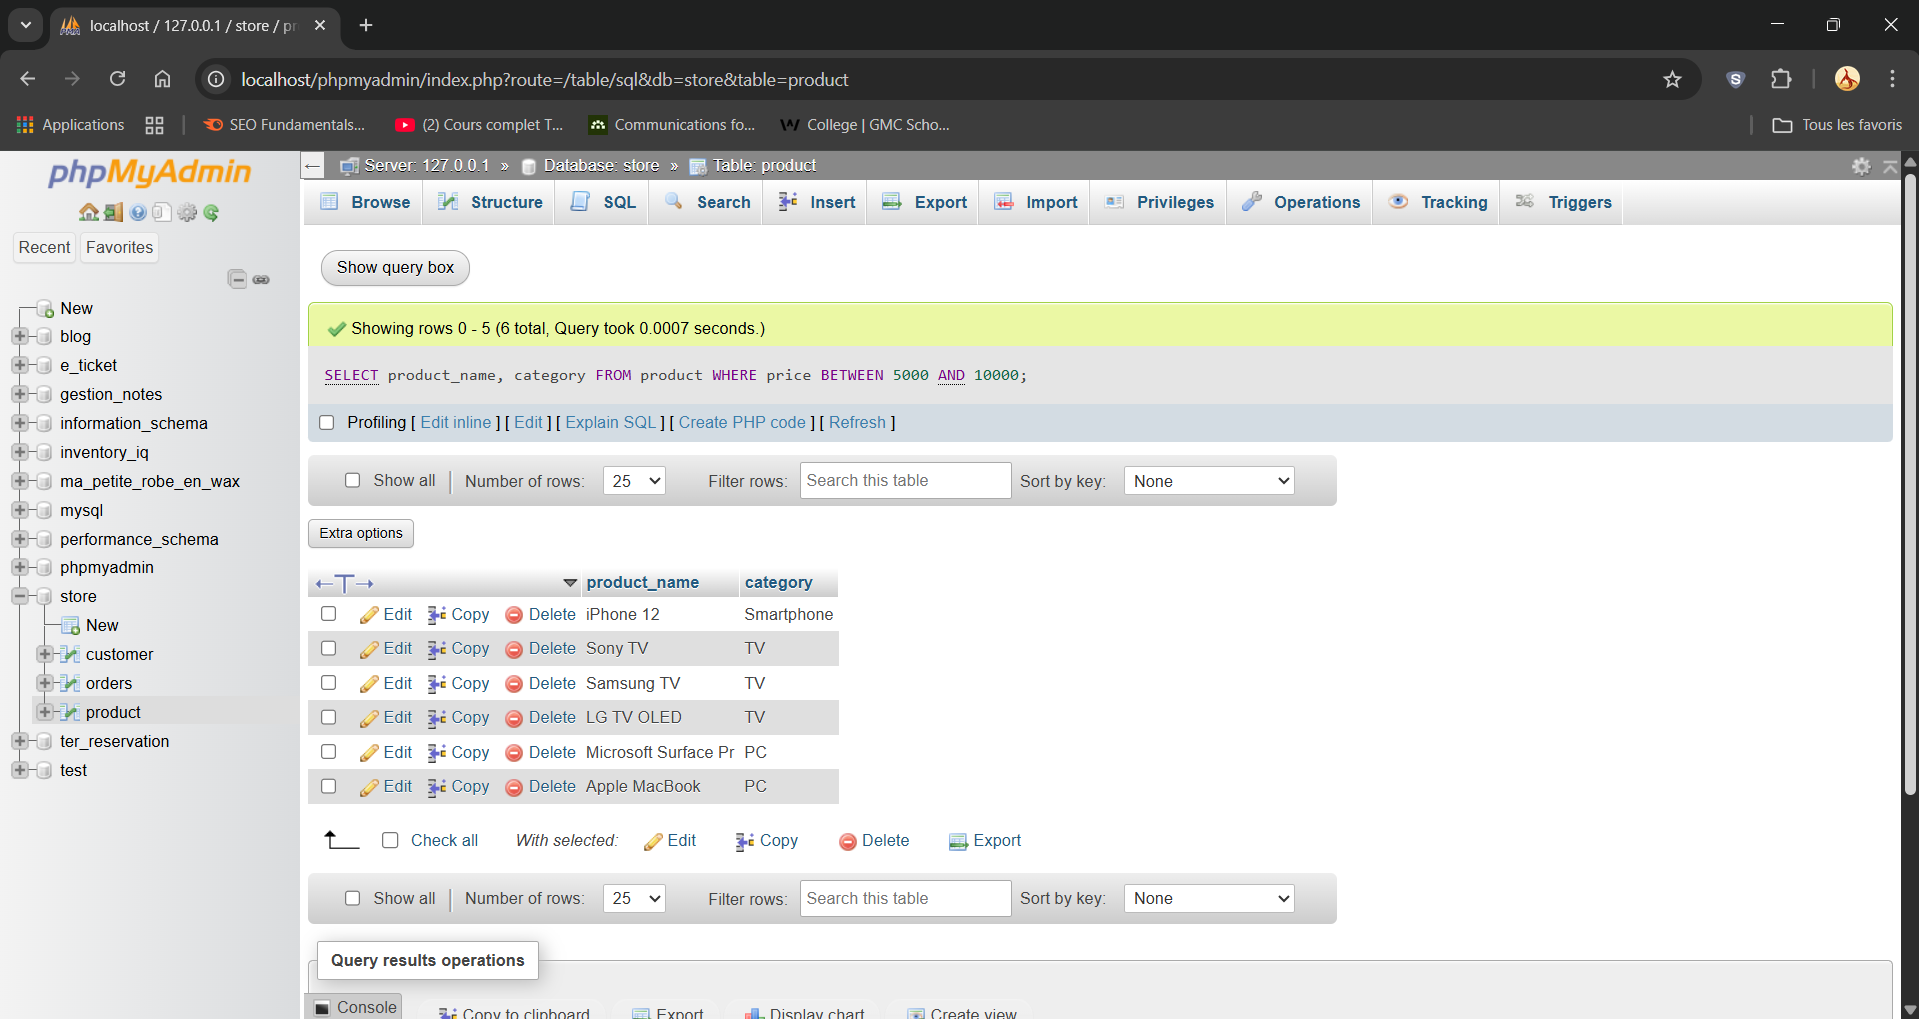 localhost / 127.0.0.1 / store / pr
localhost/phpmyadmin/index.php?route=/table/sql&db=store&table=product
Applications SEO Fundamentals... (2) Cours complet T... Communications fo... College | GMC Scho... Tous les favoris
phpMyAdmin
Recent Favorites
New
blog
e_ticket
gestion_notes
information_schema
inventory_iq
ma_petite_robe_en_wax
mysql
performance_schema
phpmyadmin
store
New
customer
orders
product
ter_reservation
test
Server: 127.0.0.1 » Database: store » Table: product
Browse Structure SQL Search Insert Export Import Privileges Operations Tracking Triggers
Show query box
Showing rows 0 - 5 (6 total, Query took 0.0007 seconds.)
SELECT product_name, category FROM product WHERE price BETWEEN 5000 AND 10000;
Profiling [ Edit inline ] [ Edit ] [ Explain SQL ] [ Create PHP code ] [ Refresh ]
Show all Number of rows: 25 Filter rows: Search this table Sort by key: None
Extra options
product_name category
Edit Copy Delete iPhone 12 Smartphone
Edit Copy Delete Sony TV TV
Edit Copy Delete Samsung TV TV
Edit Copy Delete LG TV OLED TV
Edit Copy Delete Microsoft Surface Pr PC
Edit Copy Delete Apple MacBook PC
Check all With selected: Edit Copy Delete Export
Show all Number of rows: 25 Filter rows: Search this table Sort by key: None
Query results operations
Console Copy to clipboard Export Display chart Create view